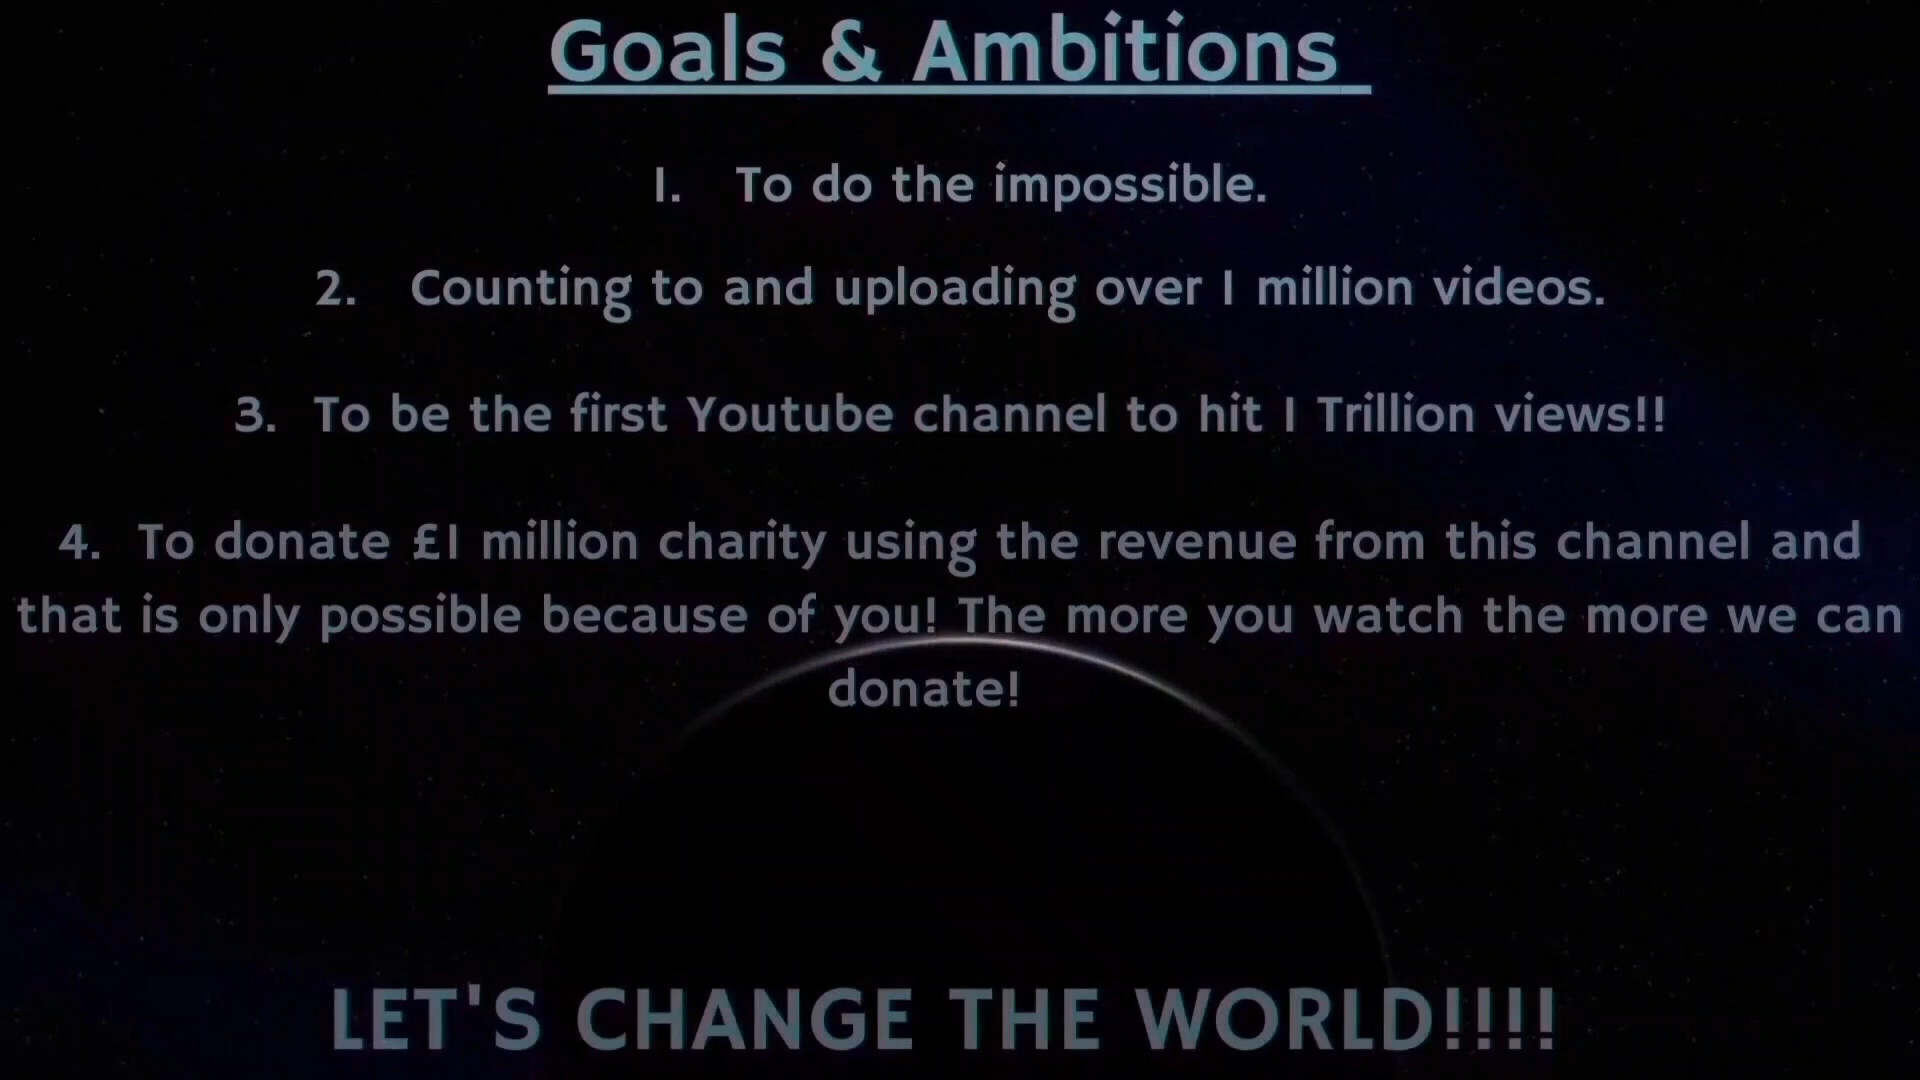 Goals & Ambitions
1. To do the impossible.
2. Counting to and uploading over 1 million videos.
3. To be the first Youtube channel to hit 1 Trillion views!!
4. To donate £1 million charity using the revenue from this channel and
that is only possible because of you! The more you watch the more we can
donate!
LET'S CHANGE THE WORLD!!!!